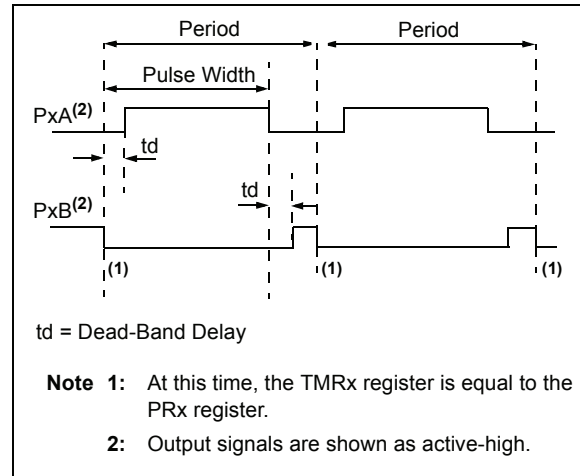 Period Period
Pulse Width
PxA(2)
td
td
PxB(2)
(1) (1) (1)
td = Dead-Band Delay
Note 1: At this time, the TMRx register is equal to the
PRx register.
2: Output signals are shown as active-high.